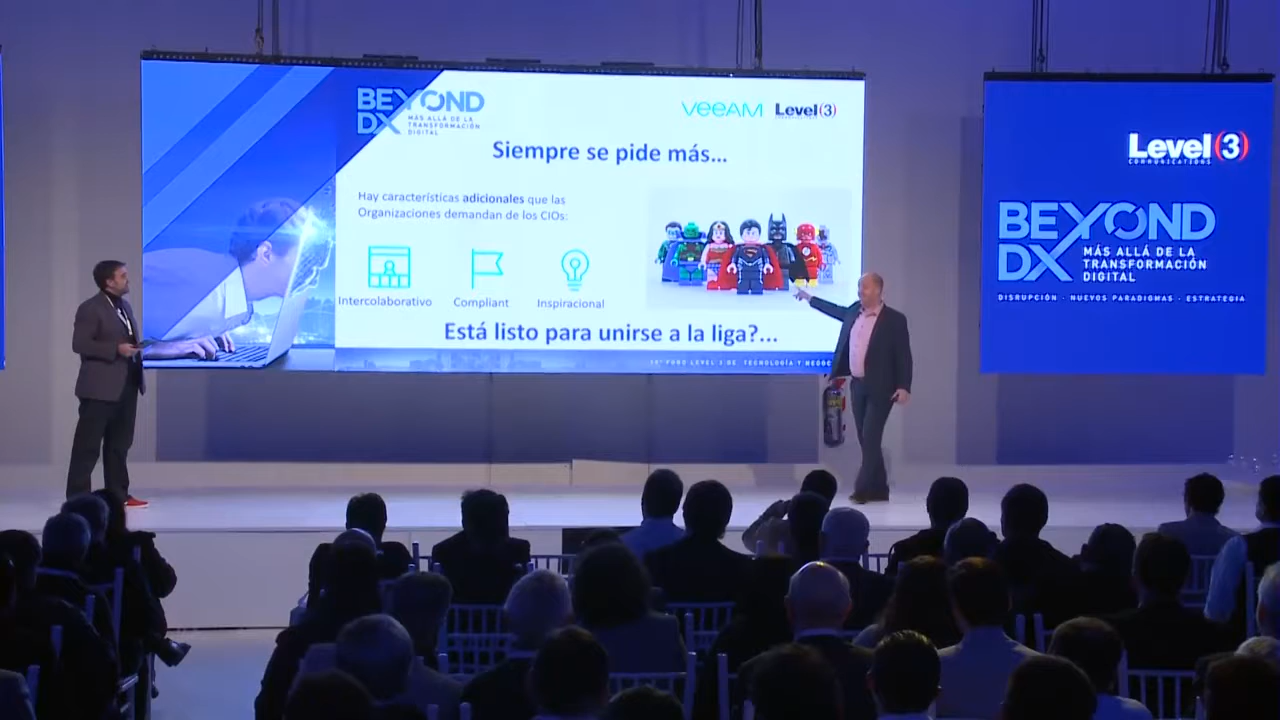 BEYOND
DX
MÁS ALLÁ DE LA
TRANSFORMACIÓN
DIGITAL
veeAM
Level (3)
Siempre se pide más...
Hay características adicionales que las
Organizaciones demandan de los CIOs:
Intercolaborativo
Compliant
Inspiracional
Está listo para unirse a la liga?...
Level (3)
COMMUNICATIONS
BEYOND
DX
MÁS ALLÁ DE LA
TRANSFORMACIÓN
DIGITAL
DISRUPCIÓN · NUEVOS PARADIGMAS · ESTRATEGIA